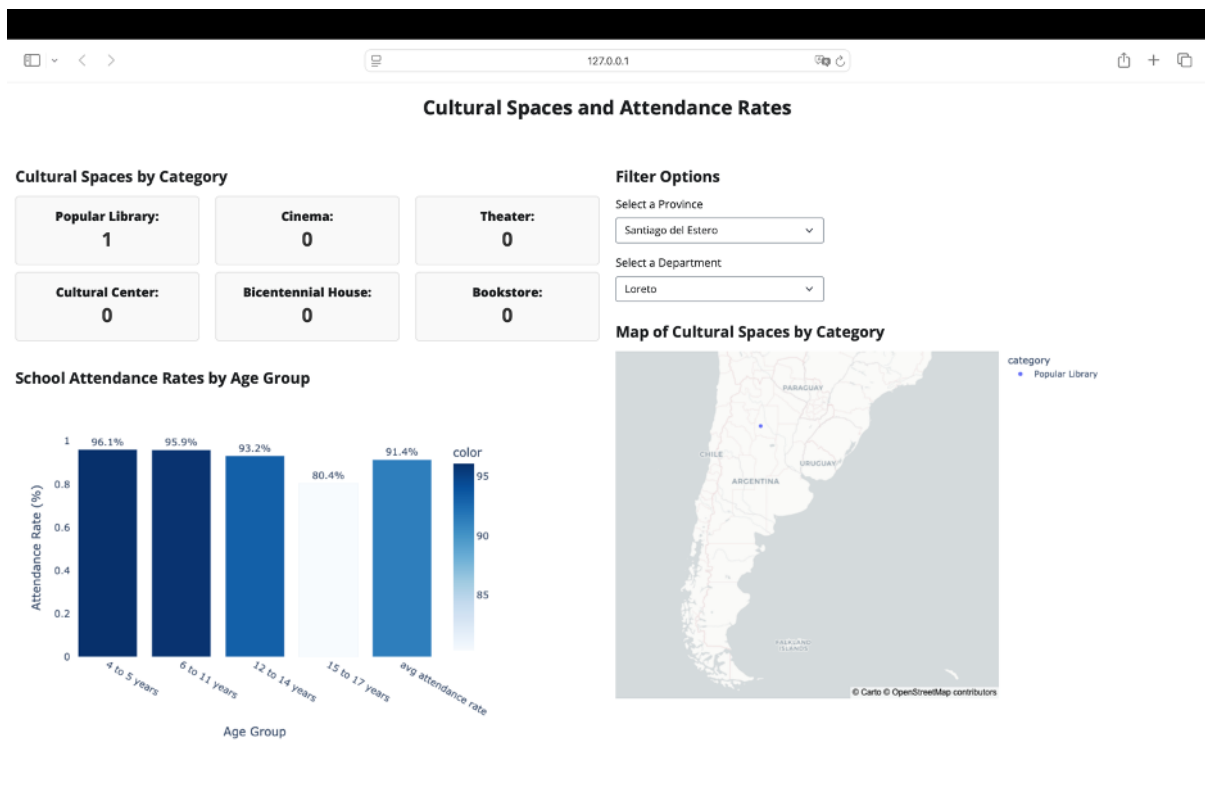 127.0.0.1
Cultural Spaces and Attendance Rates
Cultural Spaces by Category
Popular Library:
1
Cinema:
0
Theater:
0
Cultural Center:
0
Bicentennial House:
0
Bookstore:
0
School Attendance Rates by Age Group
Attendance Rate (%)
1
0.8
0.6
0.4
0.2
0
96.1%
95.9%
93.2%
80.4%
91.4%
4 to 5 years
6 to 11 years
12 to 14 years
15 to 17 years
avg attendance rate
Age Group
color
95
90
85
Filter Options
Select a Province
Santiago del Estero
Select a Department
Loreto
Map of Cultural Spaces by Category
PARAGUAY
CHILE
URUGUAY
ARGENTINA
FALKLAND
ISLANDS
© Carto © OpenStreetMap contributors
category
Popular Library